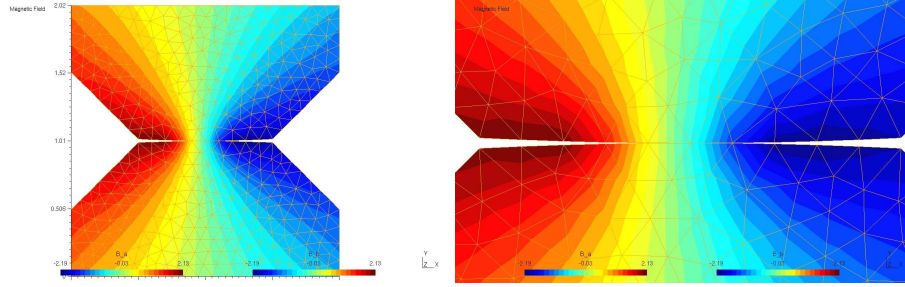 Magnetic Field
2.02
1.52
1.01
0.506
B_a
-2.19
-0.03
2.13
B_a
-2.19
-0.03
2.13
Y
Z X
Magnetic Field
B_a
-2.19
-0.03
2.13
-2.19
-0.03
2.13
Y
Z X